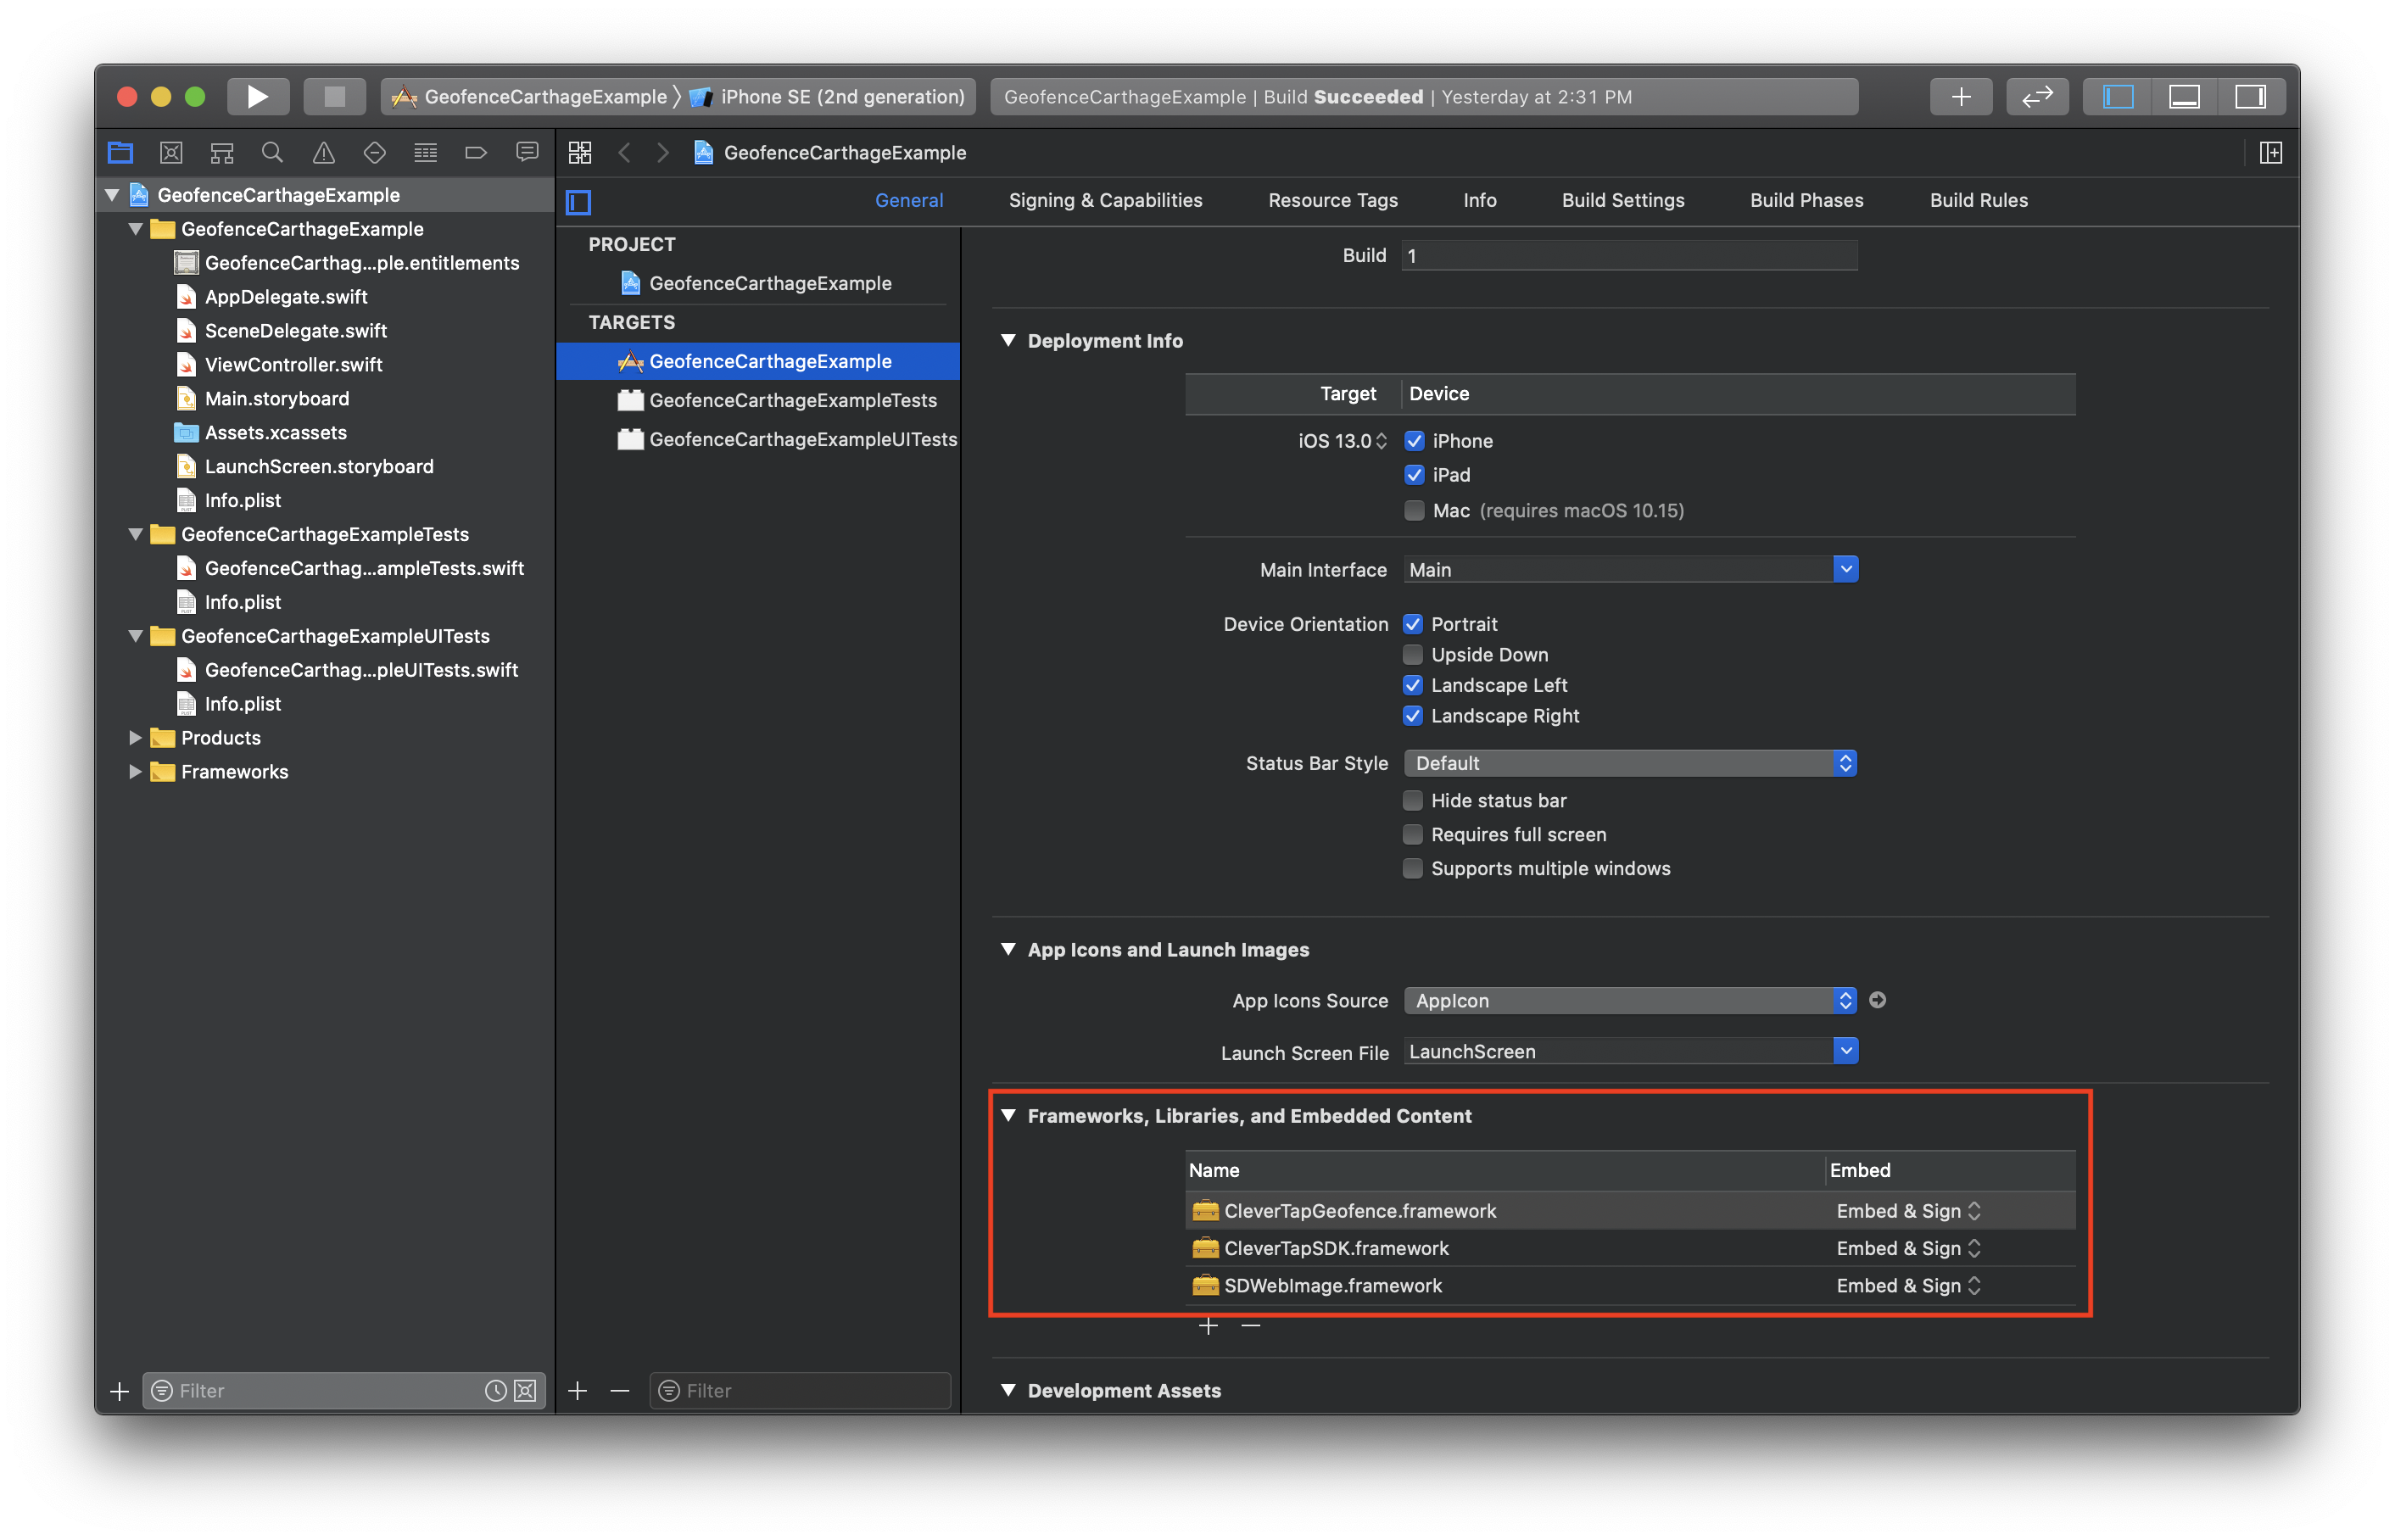 GeofenceCarthageExample 〉 iPhone SE (2nd generation)
GeofenceCarthageExample | Build Succeeded | Yesterday at 2:31 PM
GeofenceCarthageExample
GeofenceCarthageExample
GeofenceCarthageExample
GeofenceCarthag...ple.entitlements
AppDelegate.swift
SceneDelegate.swift
ViewController.swift
Main.storyboard
Assets.xcassets
LaunchScreen.storyboard
Info.plist
GeofenceCarthageExampleTests
GeofenceCarthag...ampleTests.swift
Info.plist
GeofenceCarthageExampleUITests
GeofenceCarthag...pleUITests.swift
Info.plist
Products
Frameworks
Filter
General Signing & Capabilities Resource Tags Info Build Settings Build Phases Build Rules
PROJECT
GeofenceCarthageExample
TARGETS
GeofenceCarthageExample
GeofenceCarthageExampleTests
GeofenceCarthageExampleUITests
Filter
Build 1
Deployment Info
Target Device
iOS 13.0 iPhone
iPad
Mac (requires macOS 10.15)
Main Interface Main
Device Orientation Portrait
Upside Down
Landscape Left
Landscape Right
Status Bar Style Default
Hide status bar
Requires full screen
Supports multiple windows
App Icons and Launch Images
App Icons Source AppIcon
Launch Screen File LaunchScreen
Frameworks, Libraries, and Embedded Content
Name Embed
CleverTapGeofence.framework Embed & Sign
CleverTapSDK.framework Embed & Sign
SDWebImage.framework Embed & Sign
Development Assets